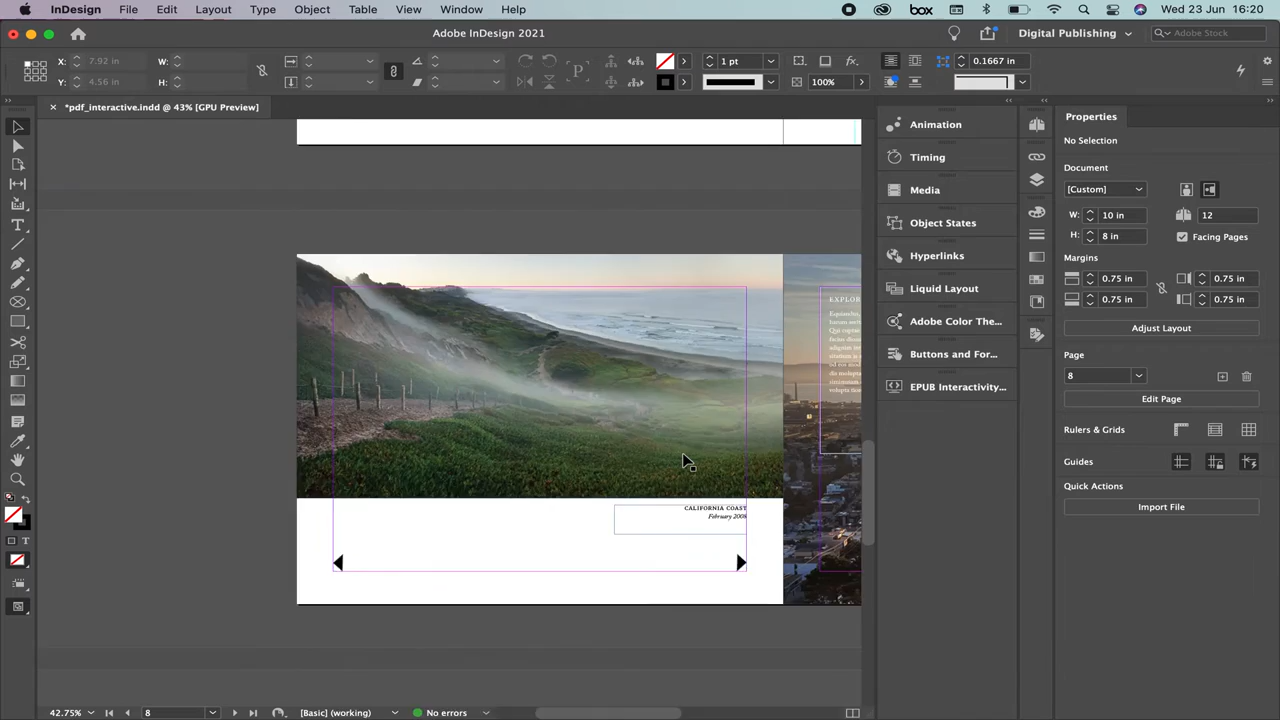 InDesign File Edit Layout Type Object Table View Window Help box Wed 23 Jun 16:20
Adobe InDesign 2021 Digital Publishing Adobe Stock
X: 7.92 in W: 1 pt fx. 0.1667 in
Y: 4.56 in H: P 100%
*pdf_interactive.indd @ 43% [GPU Preview]
Animation
Timing
Media
Object States
Hyperlinks
Liquid Layout
Adobe Color The...
Buttons and For...
EPUB Interactivity...
Properties
No Selection
Document
[Custom]
W: 10 in 12
H: 8 in Facing Pages
Margins
0.75 in 0.75 in
0.75 in 0.75 in
Adjust Layout
Page
8
Edit Page
Rulers & Grids
Guides
Quick Actions
Import File
EXPLOR
CALIFORNIA COAST
February 2008
T
42.75% 8 [Basic] (working) No errors